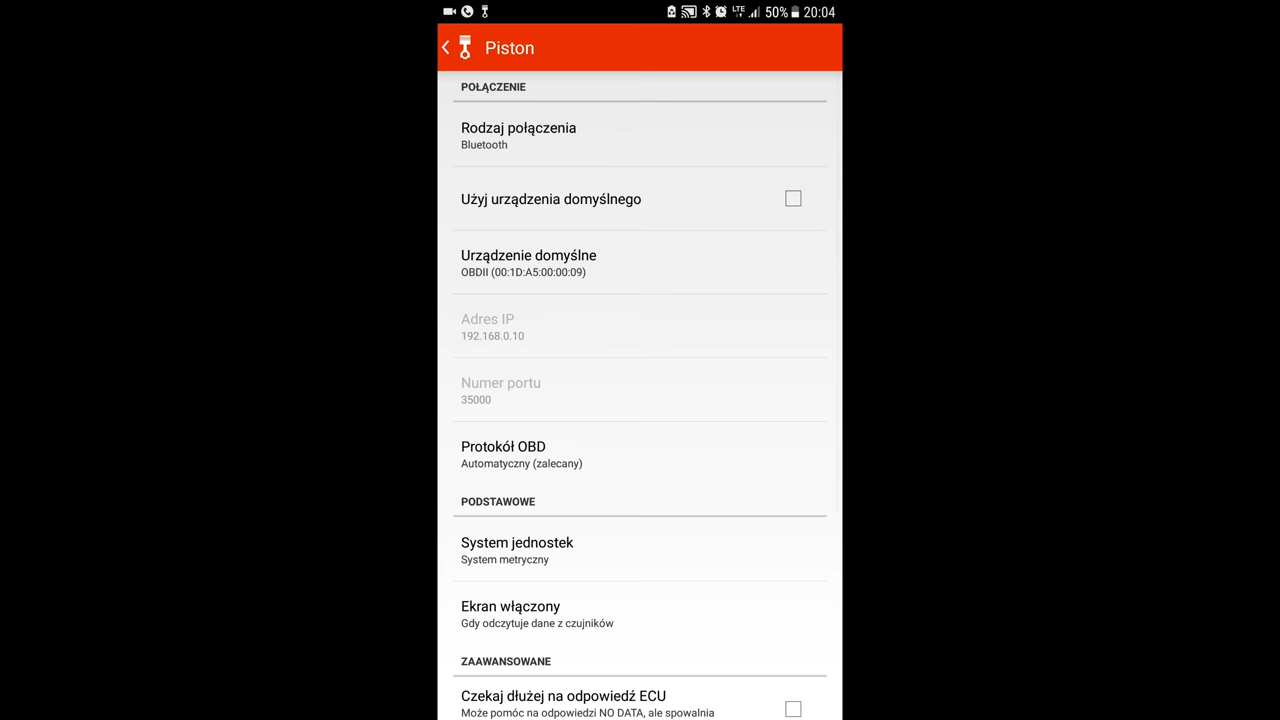 LTE 50% 20:04
Piston
POŁĄCZENIE
Rodzaj połączenia
Bluetooth
Użyj urządzenia domyślnego
Urządzenie domyślne
OBDII (00:1D:A5:00:00:09)
Adres IP
192.168.0.10
Numer portu
35000
Protokół OBD
Automatyczny (zalecany)
PODSTAWOWE
System jednostek
System metryczny
Ekran włączony
Gdy odczytuje dane z czujników
ZAAWANSOWANE
Czekaj dłużej na odpowiedź ECU
Może pomóc na odpowiedzi NO DATA, ale spowalnia